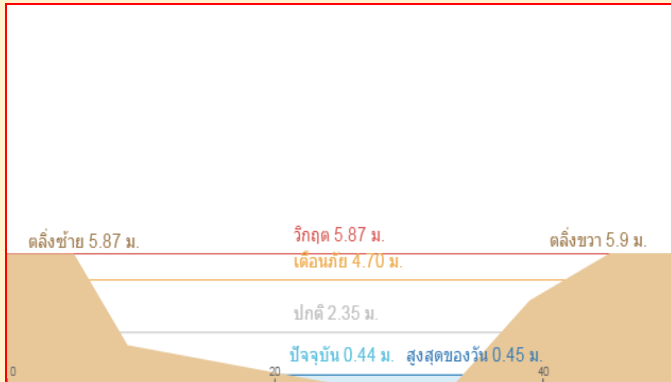 วิกฤต 5.87 ม.
ตลิ่งซ้าย 5.87 ม.
ตลิ่งขวา 5.9 ม.
เตือนภัย 4.70 ม.
ปกติ 2.35 ม.
ปัจจุบัน 0.44 ม. สูงสุดของวัน 0.45 ม.
0 20 40